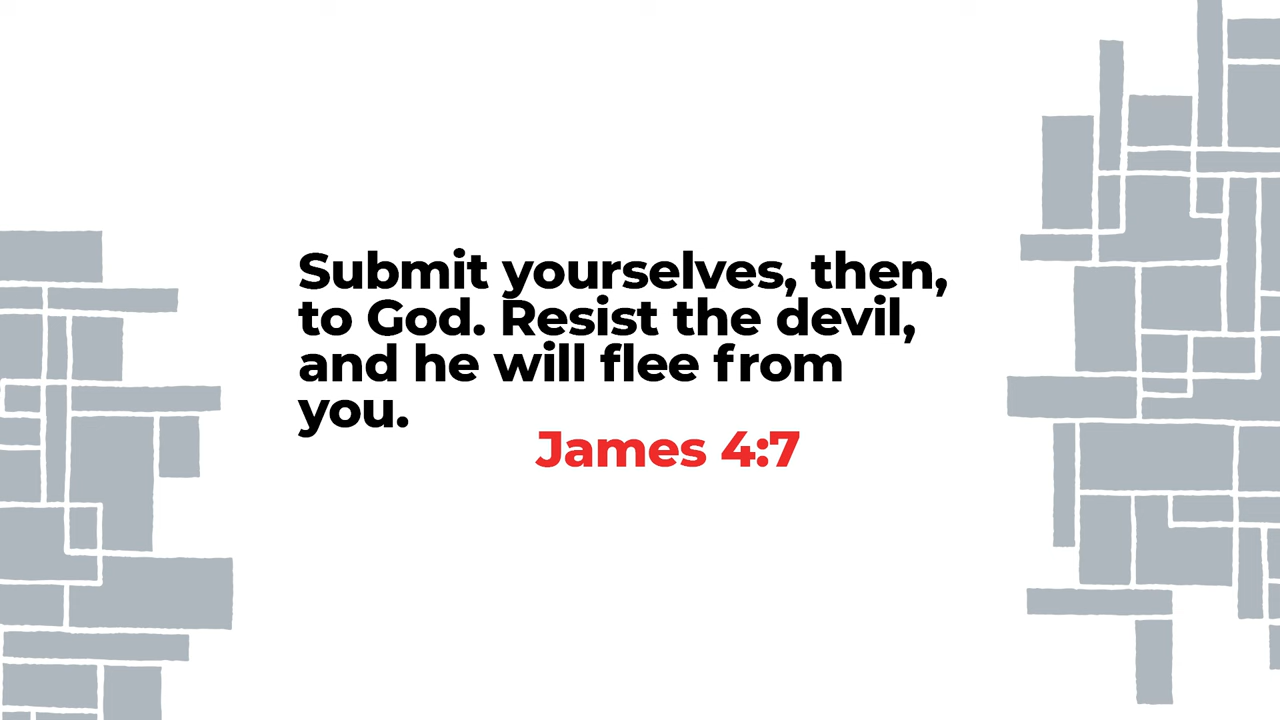 Submit yourselves, then,
to God. Resist the devil,
and he will flee from
you.
James 4:7